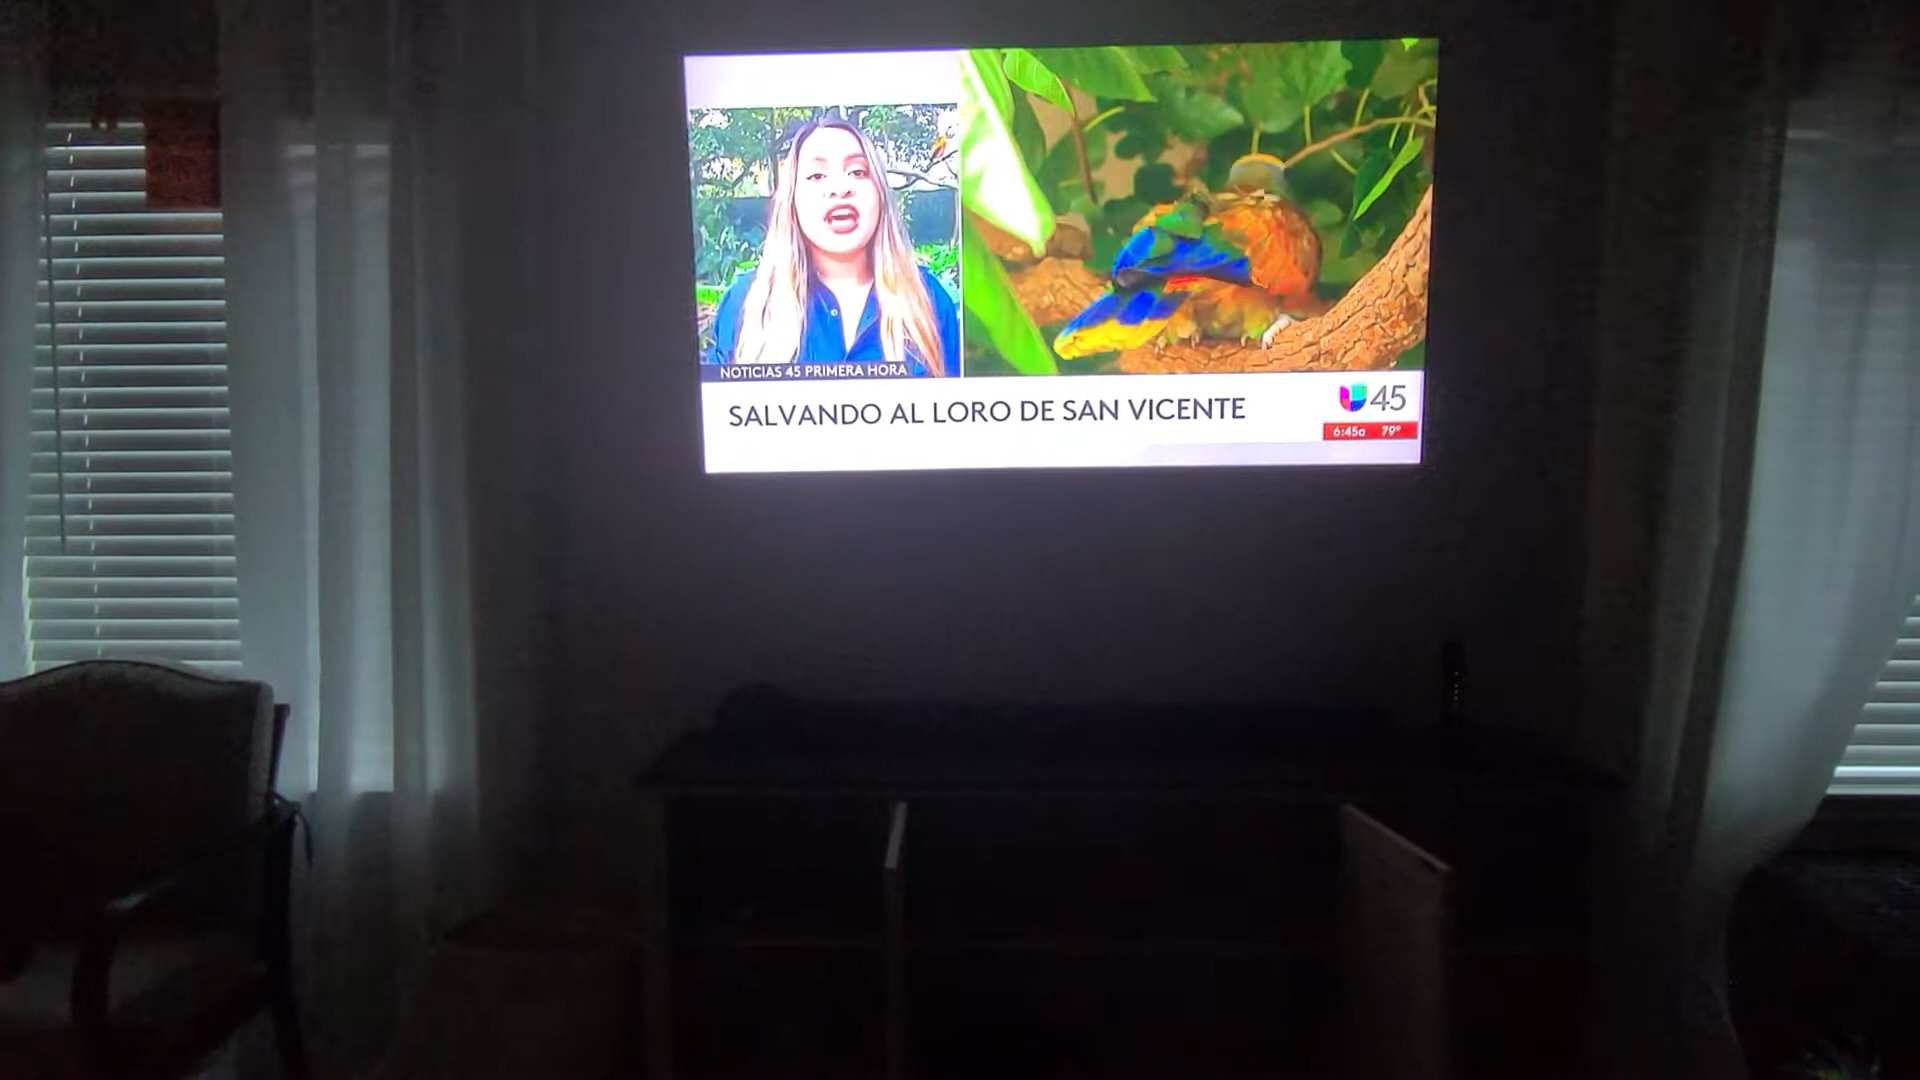 NOTICIAS 45 PRIMERA HORA
SALVANDO AL LORO DE SAN VICENTE
45
6:45a 79°